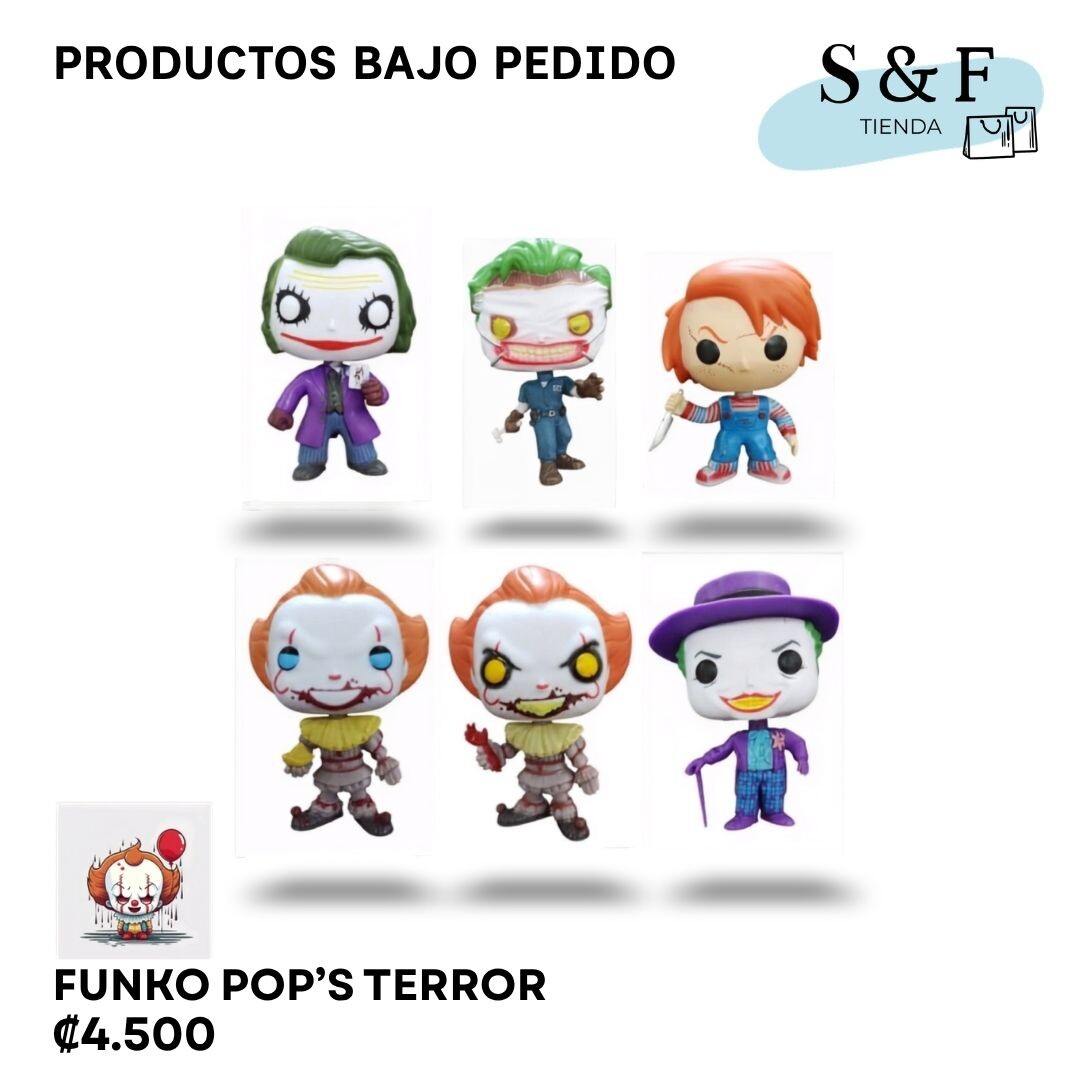 PRODUCTOS BAJO PEDIDO
S & F
TIENDA
FUNKO POP’S TERROR
₡4.500